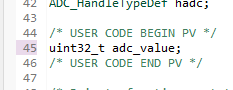 42 ADC_HandleTypeDef hadc;
43
44 /* USER CODE BEGIN PV */
45 uint32_t adc_value;
46 /* USER CODE END PV */
47